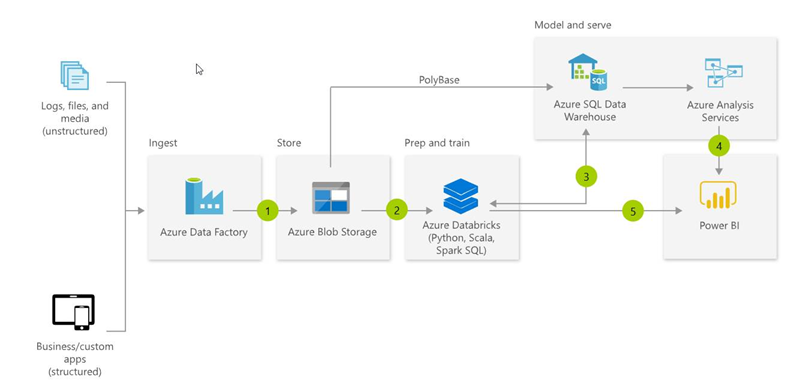 Model and serve
PolyBase
Azure SQL Data
Warehouse
Azure Analysis
Services
Logs, files, and
media
(unstructured)
Ingest
Store
Prep and train
4
3
1
2
5
Azure Data Factory
Azure Blob Storage
Azure Databricks
(Python, Scala,
Spark SQL)
Power BI
Business/custom
apps
(structured)
SQL